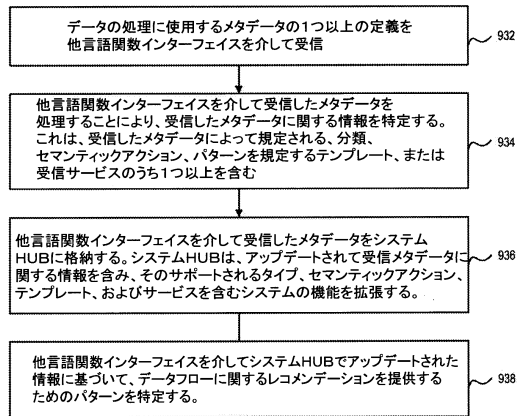 データの処理に使用するメタデータの1つ以上の定義を
他言語関数インターフェイスを介して受信
932
他言語関数インターフェイスを介して受信したメタデータを
処理することにより、受信したメタデータに関する情報を特定する。
これは、受信したメタデータによって規定される、分類、
セマンティックアクション、パターンを規定するテンプレート、または
受信サービスのうち1つ以上を含む
934
他言語関数インターフェイスを介して受信したメタデータをシステム
HUBに格納する。システムHUBは、アップデートされて受信メタデータに
関する情報を含み、そのサポートされるタイプ、セマンティックアクション、
テンプレート、およびサービスを含むシステムの機能を拡張する。
936
他言語関数インターフェイスを介してシステムHUBでアップデートされた
情報に基づいて、データフローに関するレコメンデーションを提供する
ためのパターンを特定する。
938